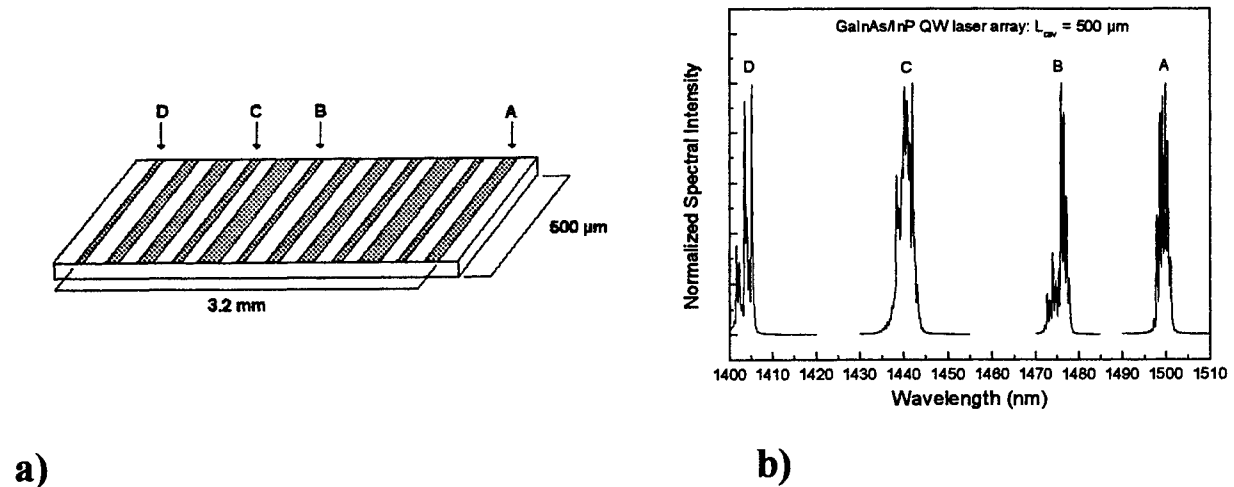 D
C
B
A
500 µm
3.2 mm
a)
GaInAs/InP QW laser array: Lcav = 500 µm
D
C
B
A
Normalized Spectral Intensity
1400 1410 1420 1430 1440 1450 1460 1470 1480 1490 1500 1510
Wavelength (nm)
b)